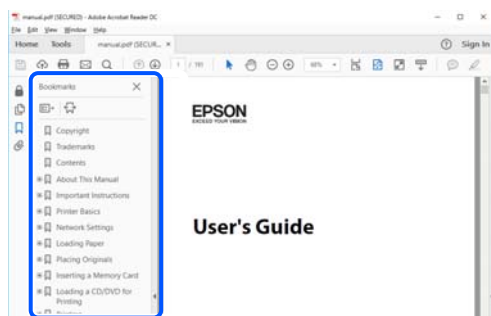 manual.pdf (SECURED) - Adobe Acrobat Reader DC
File Edit View Window Help
Home Tools manual.pdf (SECUR... × Sign In
1 / 191
Bookmarks
Copyright
Trademarks
Contents
About This Manual
Important Instructions
Printer Basics
Network Settings
Loading Paper
Placing Originals
Inserting a Memory Card
Loading a CD/DVD for
Printing
EPSON
EXCEED YOUR VISION
User's Guide